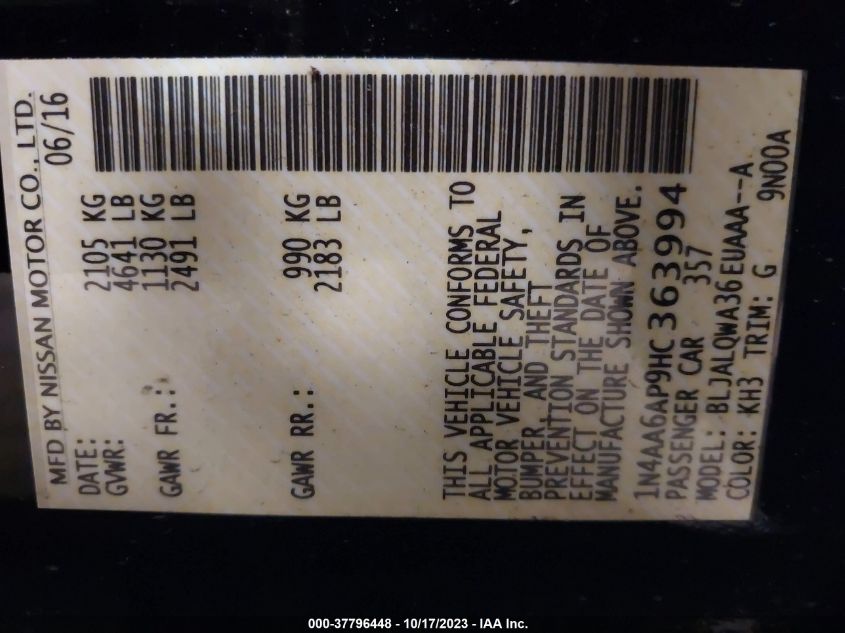 MFD BY NISSAN MOTOR CO., LTD.
DATE: 06/16
GVWR: 2105 KG
4641 LB
GAWR FR.: 1130 KG
2491 LB
GAWR RR.: 990 KG
2183 LB
THIS VEHICLE CONFORMS TO
ALL APPLICABLE FEDERAL
MOTOR VEHICLE SAFETY,
BUMPER, AND THEFT
PREVENTION STANDARDS IN
EFFECT ON THE DATE OF
MANUFACTURE SHOWN ABOVE.
1N4AA6AP9HC363994
PASSENGER CAR 357
MODEL: BLJALQWA36EUAAA--A
COLOR: KH3 TRIM: G 9N00A
000-37796448 - 10/17/2023 - IAA Inc.